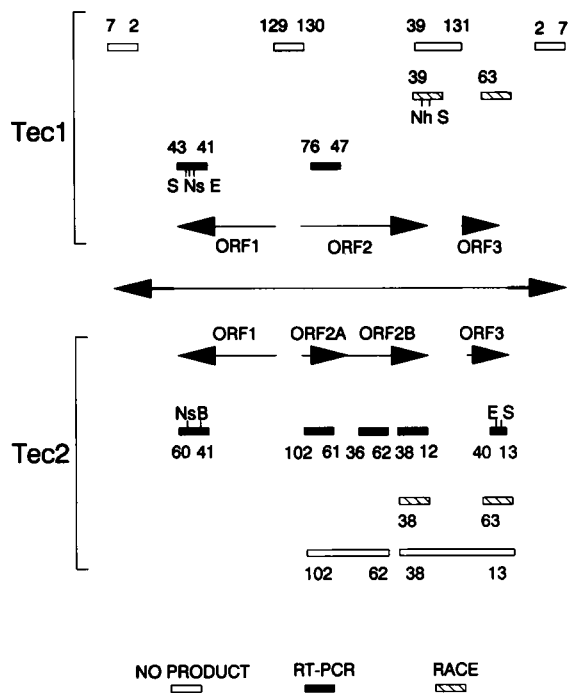 7 2 129 130 39 131 2 7
39 63
Nh S
Tec1
43 41 76 47
S Ns E
ORF1 ORF2 ORF3
ORF1 ORF2A ORF2B ORF3
NsB E S
Tec2
60 41 102 61 36 62 38 12 40 13
38 63
102 62 38 13
NO PRODUCT RT-PCR RACE